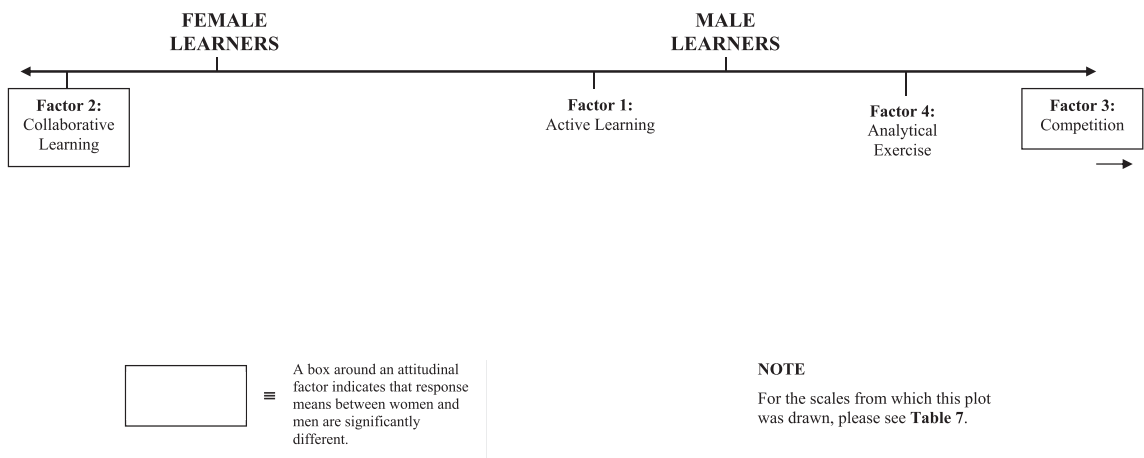 FEMALE
LEARNERS
MALE
LEARNERS
Factor 2:
Collaborative
Learning
Factor 1:
Active Learning
Factor 4:
Analytical
Exercise
Factor 3:
Competition
≡
A box around an attitudinal
factor indicates that response
means between women and
men are significantly
different.
NOTE
For the scales from which this plot
was drawn, please see Table 7.